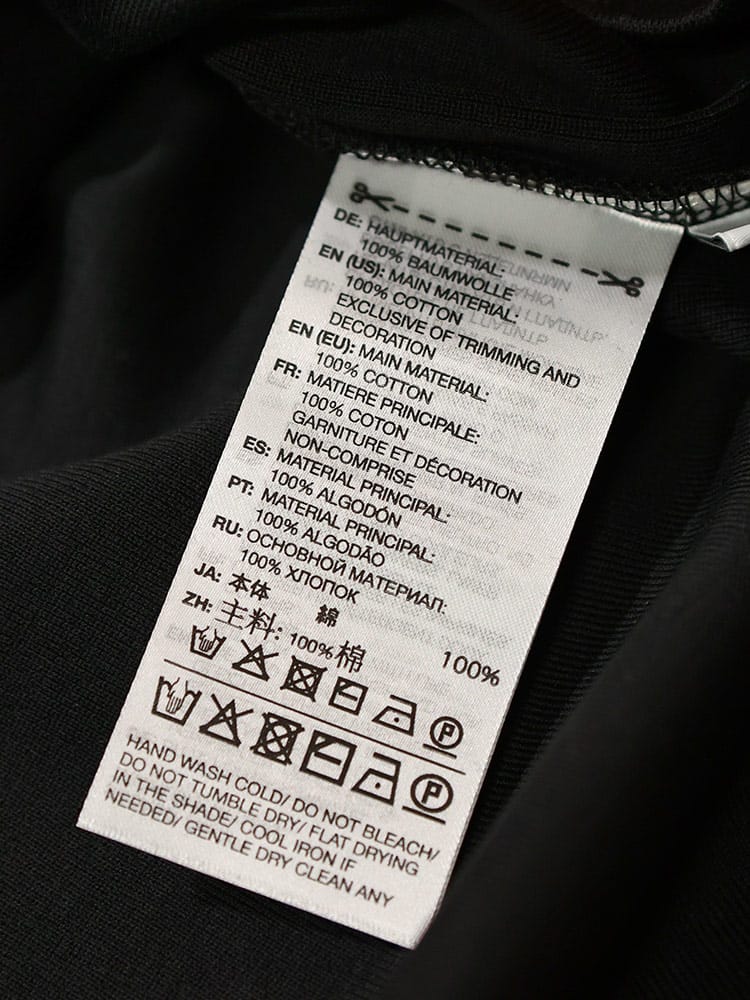 DE: HAUPTMATERIAL:
100% BAUMWOLLE
EN (US): MAIN MATERIAL:
100% COTTON
EXCLUSIVE OF TRIMMING AND
DECORATION
EN (EU): MAIN MATERIAL:
100% COTTON
FR: MATIERE PRINCIPALE:
100% COTON
GARNITURE ET DÉCORATION
NON-COMPRISE
ES: MATERIAL PRINCIPAL:
100% ALGODÓN
PT: MATERIAL PRINCIPAL:
100% ALGODÃO
RU: ОСНОВНОЙ МАТЕРИАЛ:
100% ХЛОПОК
JA: 本体 綿 100%
ZH: 主料: 100%棉
P
P
HAND WASH COLD/ DO NOT BLEACH/
DO NOT TUMBLE DRY/ FLAT DRYING
IN THE SHADE/ COOL IRON IF
NEEDED/ GENTLE DRY CLEAN ANY